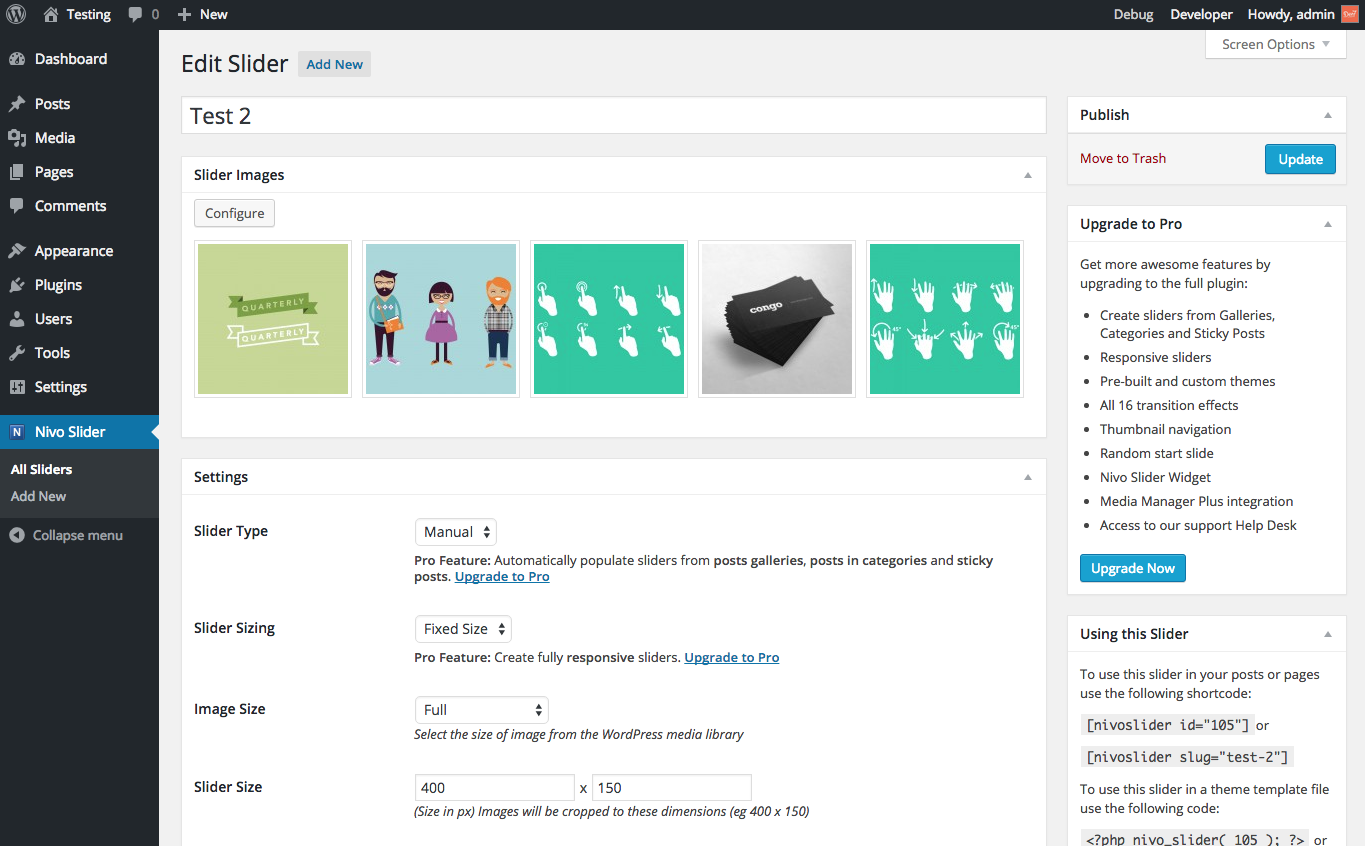 Testing 0 New Debug Developer Howdy, admin
Screen Options
Dashboard
Posts
Media
Pages
Comments
Appearance
Plugins
Users
Tools
Settings
N Nivo Slider
All Sliders
Add New
Collapse menu
Edit Slider Add New
Test 2
Slider Images
Configure
QUARTERLY
QUARTERLY
congo
45°
45°
Settings
Slider Type
Manual
Pro Feature: Automatically populate sliders from posts galleries, posts in categories and sticky
posts. Upgrade to Pro
Slider Sizing
Fixed Size
Pro Feature: Create fully responsive sliders. Upgrade to Pro
Image Size
Full
Select the size of image from the WordPress media library
Slider Size
400 x 150
(Size in px) Images will be cropped to these dimensions (eg 400 x 150)
Publish
Move to Trash Update
Upgrade to Pro
Get more awesome features by
upgrading to the full plugin:
• Create sliders from Galleries,
Categories and Sticky Posts
• Responsive sliders
• Pre-built and custom themes
• All 16 transition effects
• Thumbnail navigation
• Random start slide
• Nivo Slider Widget
• Media Manager Plus integration
• Access to our support Help Desk
Upgrade Now
Using this Slider
To use this slider in your posts or pages
use the following shortcode:
[nivoslider id="105"] or
[nivoslider slug="test-2"]
To use this slider in a theme template file
use the following code:
<?php nivo_slider( 105 ); ?> or